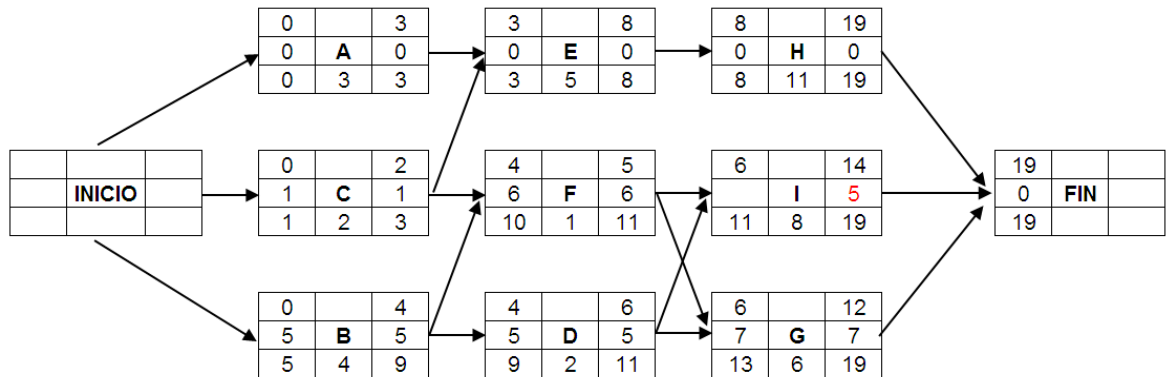 0 3 3 8 8 19
0 A 0 0 E 0 0 H 0
0 3 3 3 5 8 8 11 19
0 2 4 5 6 14 19
INICIO 1 C 1 6 F 6 I 5 0 FIN
1 2 3 10 1 11 11 8 19 19
0 4 4 6 6 12
5 B 5 5 D 5 7 G 7
5 4 9 9 2 11 13 6 19